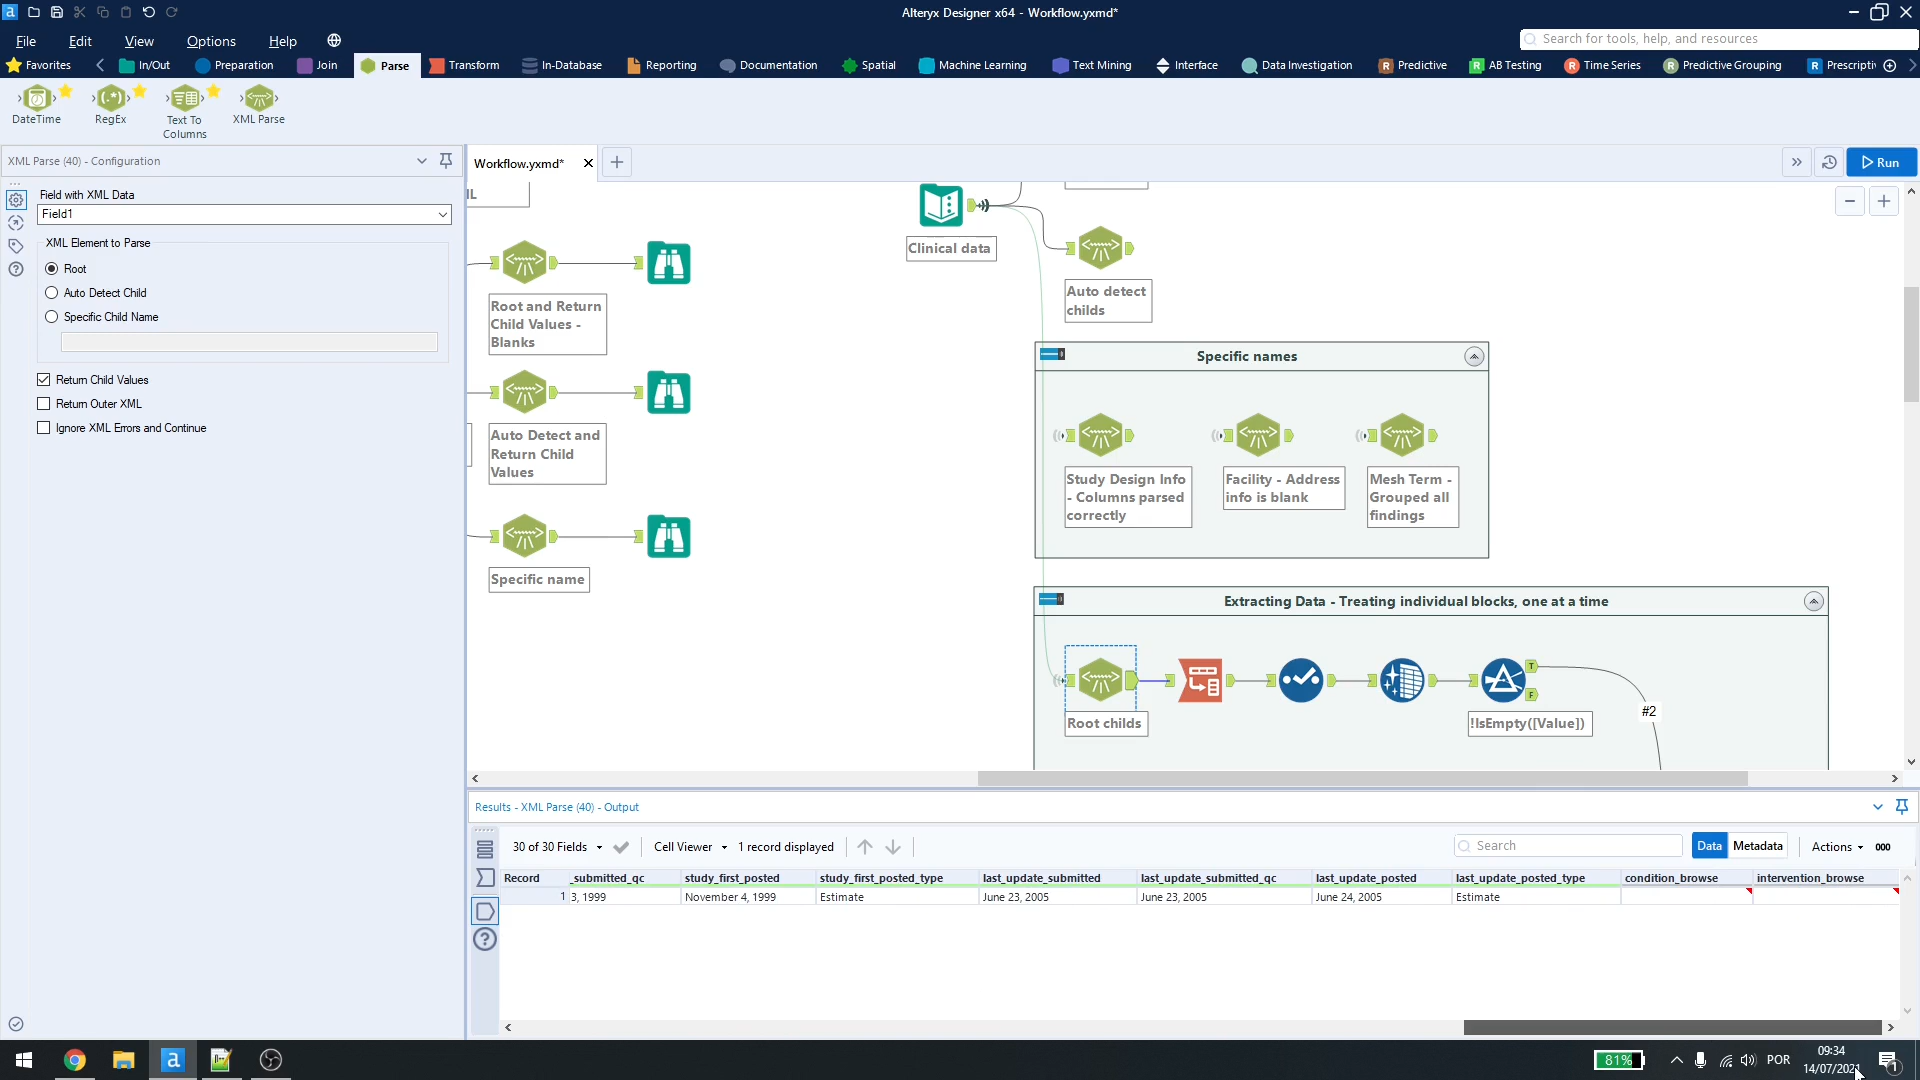 Alteryx Designer x64 - Workflow.yxmd*
File Edit View Options Help
Search for tools, help, and resources
Favorites In/Out Preparation Join Parse Transform In-Database Reporting Documentation Spatial Machine Learning Text Mining Interface Data Investigation Predictive AB Testing Time Series Predictive Grouping Prescripti
DateTime RegEx Text To Columns XML Parse
XML Parse (40) - Configuration
Workflow.yxmd*
Run
Field with XML Data
Field1
XML Element to Parse
Root
Auto Detect Child
Specific Child Name
Return Child Values
Return Outer XML
Ignore XML Errors and Continue
IL
Root and Return
Child Values -
Blanks
Auto Detect and
Return Child
Values
Specific name
Clinical data
Auto detect
childs
Specific names
Study Design Info
- Columns parsed
correctly
Facility - Address
info is blank
Mesh Term -
Grouped all
findings
Extracting Data - Treating individual blocks, one at a time
Root childs
T
F
!IsEmpty([Value])
#2
Results - XML Parse (40) - Output
30 of 30 Fields Cell Viewer 1 record displayed
Search
Data Metadata Actions 000
Record _submitted_qc study_first_posted study_first_posted_type last_update_submitted last_update_submitted_qc last_update_posted last_update_posted_type condition_browse intervention_browse
1 3, 1999 November 4, 1999 Estimate June 23, 2005 June 23, 2005 June 24, 2005 Estimate
81%
POR
09:34
14/07/2021
1